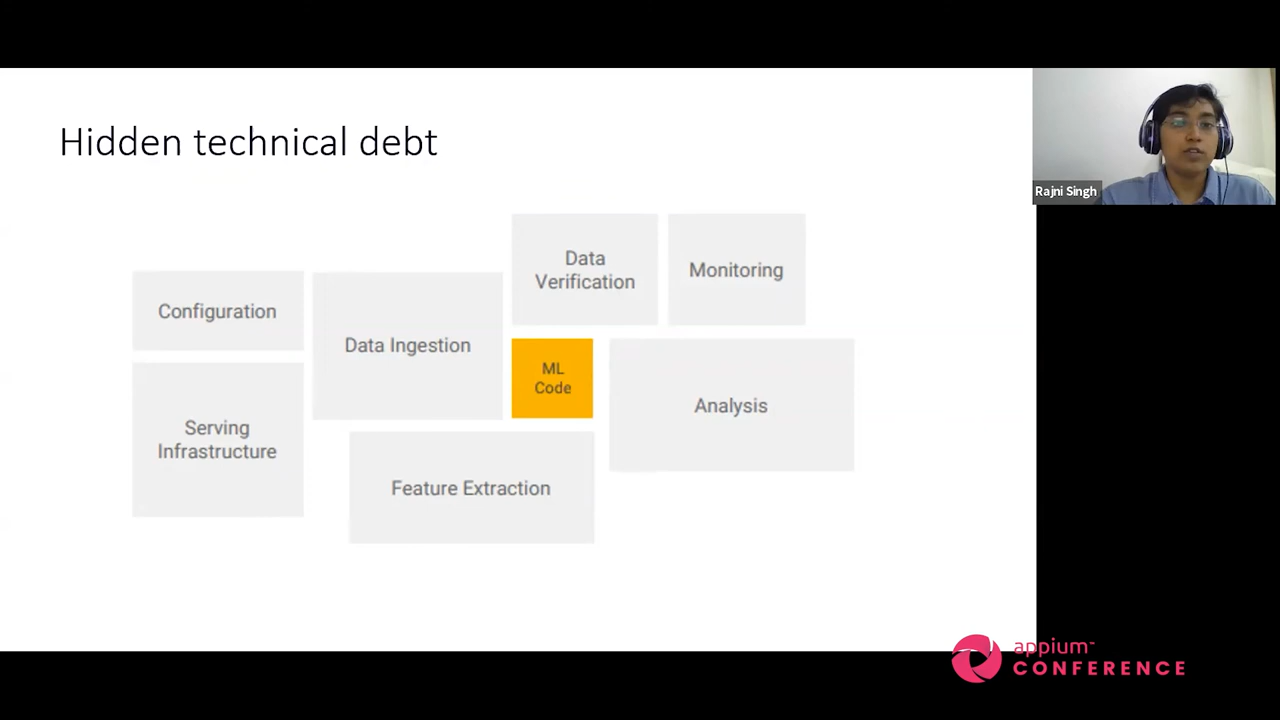 Hidden technical debt
Rajni Singh
Data
Verification
Monitoring
Configuration
Data Ingestion
ML
Code
Analysis
Serving
Infrastructure
Feature Extraction
appium™
CONFERENCE